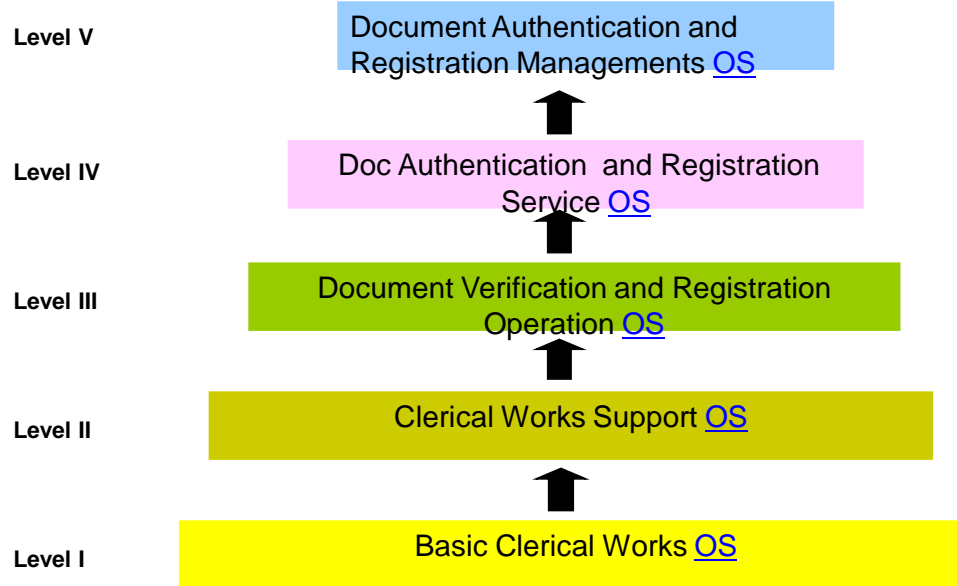 Level V
Document Authentication and
Registration Managements OS
Level IV
Doc Authentication and Registration
Service OS
Level III
Document Verification and Registration
Operation OS
Level II
Clerical Works Support OS
Level I
Basic Clerical Works OS